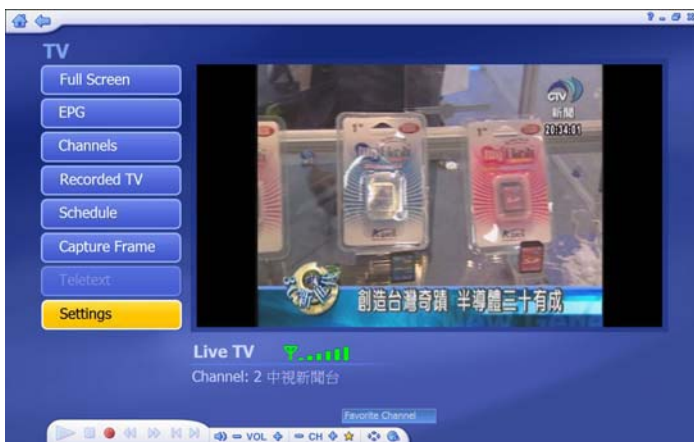 TV
Full Screen
EPG
Channels
Recorded TV
Schedule
Capture Frame
Teletext
Settings
CTV
新聞
20:34:01
創造台灣奇蹟 半導體三十有成
Live TV
Channel: 2 中視新聞台
Favorite Channel
VOL
CH